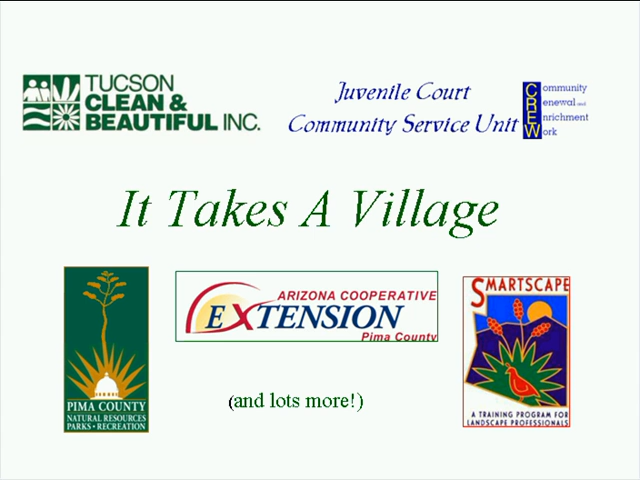 TUCSON
CLEAN &
BEAUTIFUL INC.
Juvenile Court
Community Service Unit
Community
Renewal and
Enrichment
Work
It Takes A Village
PIMA COUNTY
NATURAL RESOURCES
PARKS • RECREATION
ARIZONA COOPERATIVE
EXTENSION
Pima County
SMARTSCAPE
A TRAINING PROGRAM FOR
LANDSCAPE PROFESSIONALS
(and lots more!)